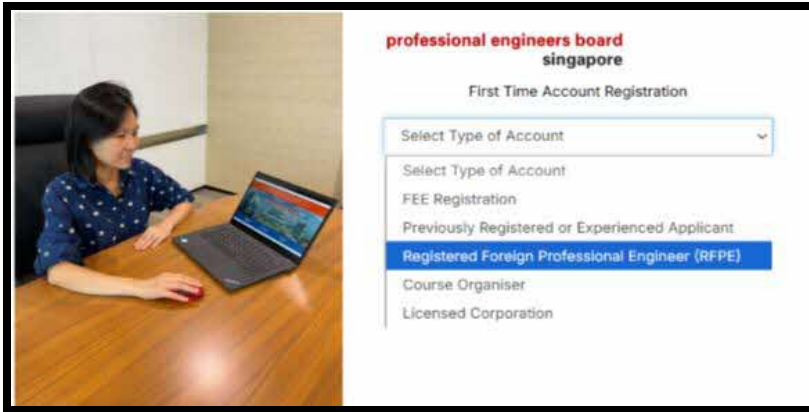 professional engineers board
singapore
First Time Account Registration
Select Type of Account
Select Type of Account
FEE Registration
Previously Registered or Experienced Applicant
Registered Foreign Professional Engineer (RFPE)
Course Organiser
Licensed Corporation